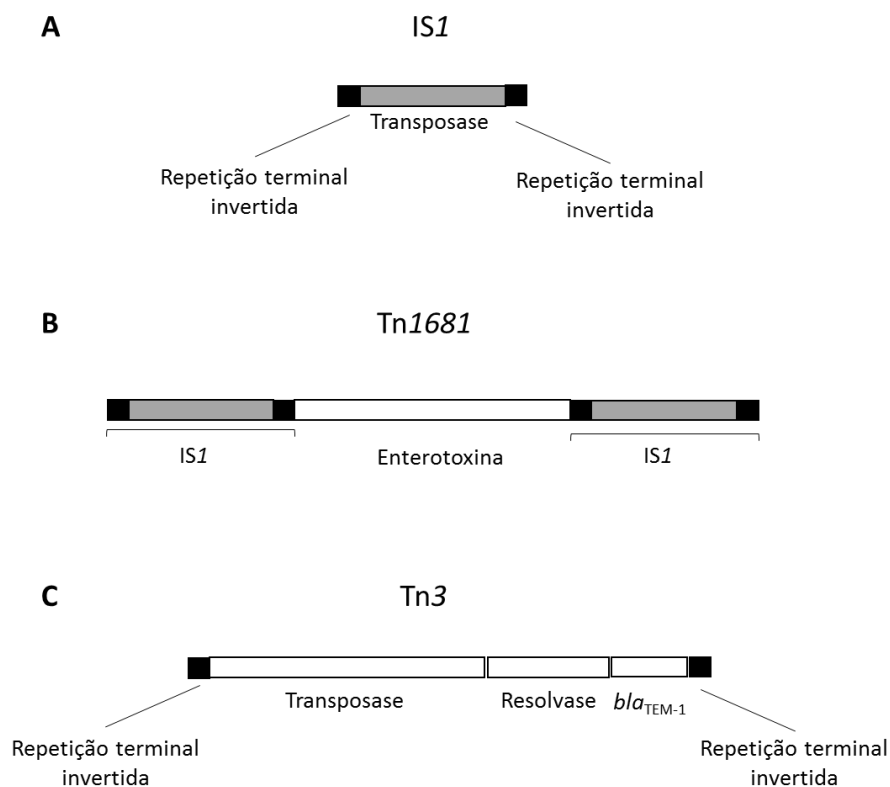 A
IS1
Transposase
Repetição terminal
invertida
Repetição terminal
invertida
B
Tn1681
IS1
Enterotoxina
IS1
C
Tn3
Transposase
Resolvase
blaTEM-1
Repetição terminal
invertida
Repetição terminal
invertida